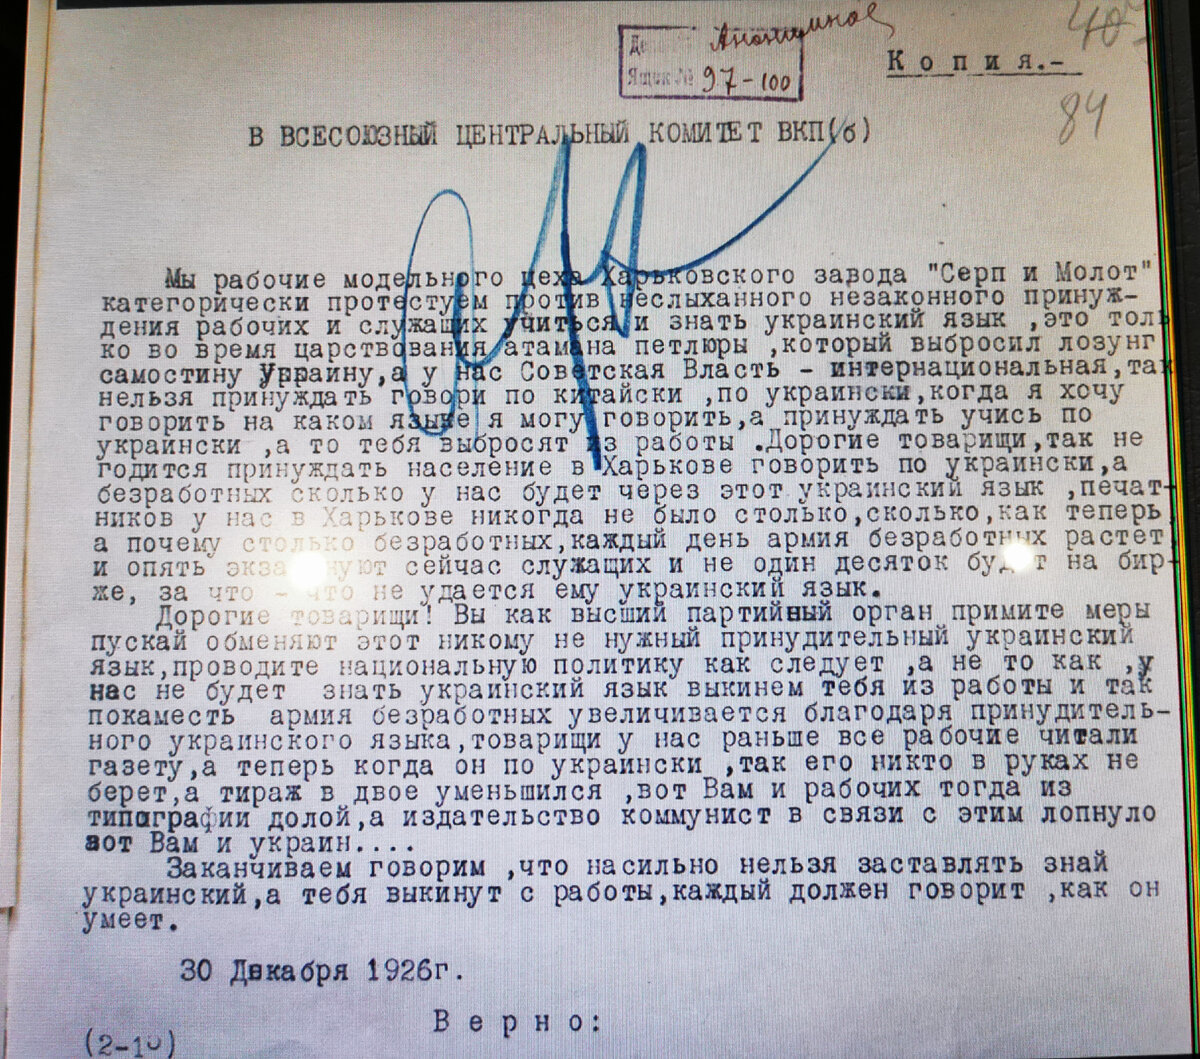 Анонимное
Ящик № 97-100
40
Копия.-
84
В ВСЕСОЮЗНЫЙ ЦЕНТРАЛЬНЫЙ КОМИТЕТ ВКП(б)
Мы рабочие модельного цеха Харьковского завода "Серп и Молот"
категорически протестуем против неслыханного незаконного принуж-
дения рабочих и служащих учиться и знать украинский язык ,это толь
ко во время царствования атамана петлюры ,который выбросил лозунг
самостину Украину,а у нас Советская Власть - интернациональная,так
нельзя принуждать говори по китайски ,по украински,когда я хочу
говорить на каком языке я могу говорить,а принуждать учись по
украински ,а то тебя выбросят из работы .Дорогие товарищи,так не
годится принуждать население в Харькове говорить по украински,а
безработных сколько у нас будет через этот украинский язык ,печат-
ников у нас в Харькове никогда не было столько,сколько,как теперь
а почему столько безработных,каждый день армия безработных растет
и опять сейчас служащих и не один десяток будет на бир-
же, за что - что не удается ему украинский язык.
Дорогие товарищи! Вы как высший партийный орган примите меры
пускай обменяют этот никому не нужный принудительный украинский
язык,проводите национальную политику как следует ,а не то как ,у
нас не будет знать украинский язык выкинем тебя из работы и так
покаместь армия безработных увеличивается благодаря принудитель-
ного украинского языка,товарищи у нас раньше все рабочие читали
газету,а теперь когда он по украински ,так его никто в руках не
берет,а тираж в двое уменьшился ,вот Вам и рабочих тогда из
типографии долой,а издательство коммунист в связи с этим лопнуло
вот Вам и украин....
Заканчиваем говорим ,что насильно нельзя заставлять знай
украинский,а тебя выкинут с работы,каждый должен говорит ,как он
умеет.
30 Декабря 1926г.
Верно:
(2-10)